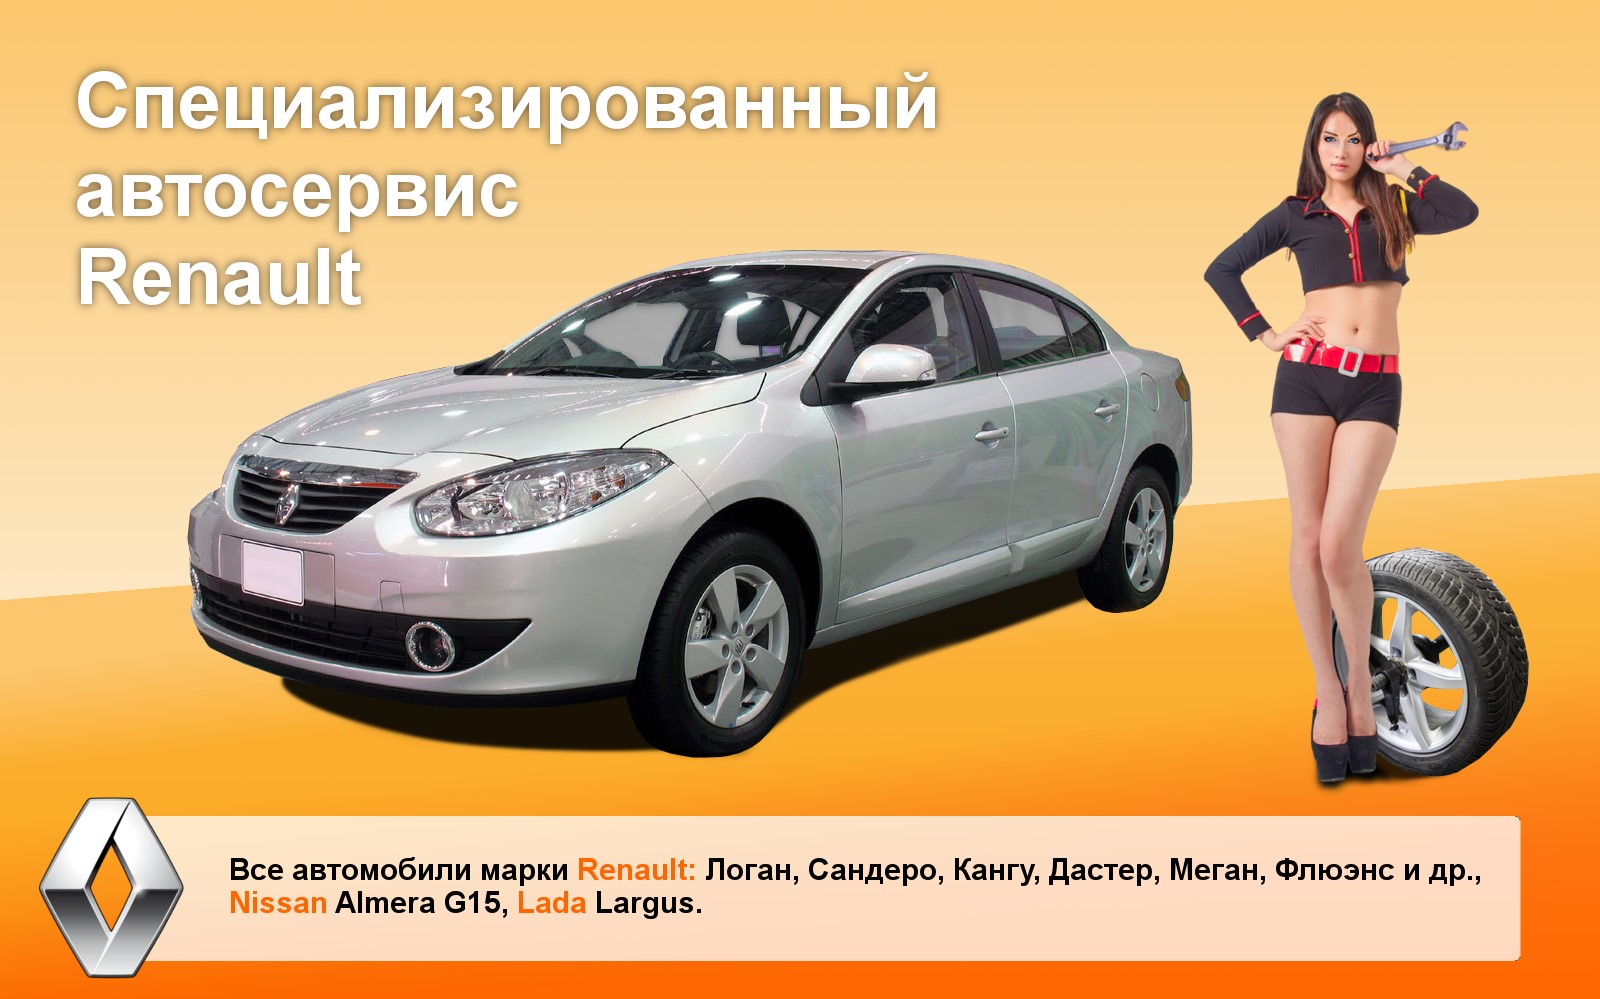 Специализированный
автосервис
Renault
Все автомобили марки Renault: Логан, Сандеро, Кангу, Дастер, Меган, Флюэнс и др.,
Nissan Almera G15, Lada Largus.